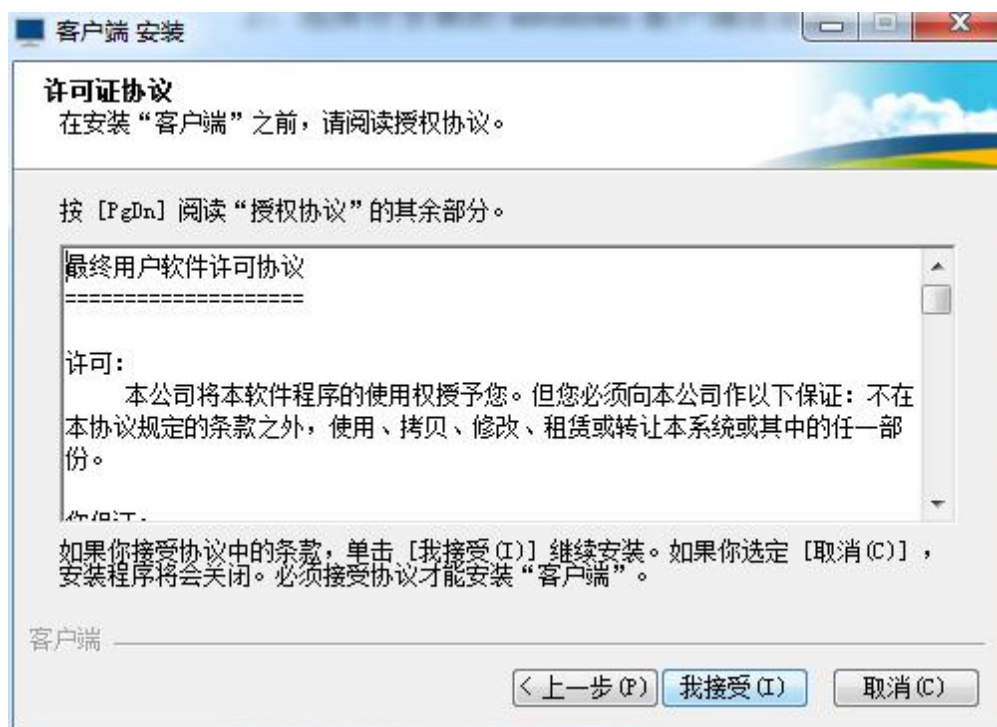 客户端 安装
许可证协议
在安装“客户端”之前，请阅读授权协议。
按 [PgDn] 阅读“授权协议”的其余部分。
最终用户软件许可协议
====================
许可：
本公司将本软件程序的使用权授予您。但您必须向本公司作以下保证：不在
本协议规定的条款之外，使用、拷贝、修改、租赁或转让本系统或其中的任一部
份。
如果你接受协议中的条款，单击 [我接受(I)] 继续安装。如果你选定 [取消(C)] ，
安装程序将会关闭。必须接受协议才能安装“客户端”。
客户端
< 上一步(P)
我接受(I)
取消(C)